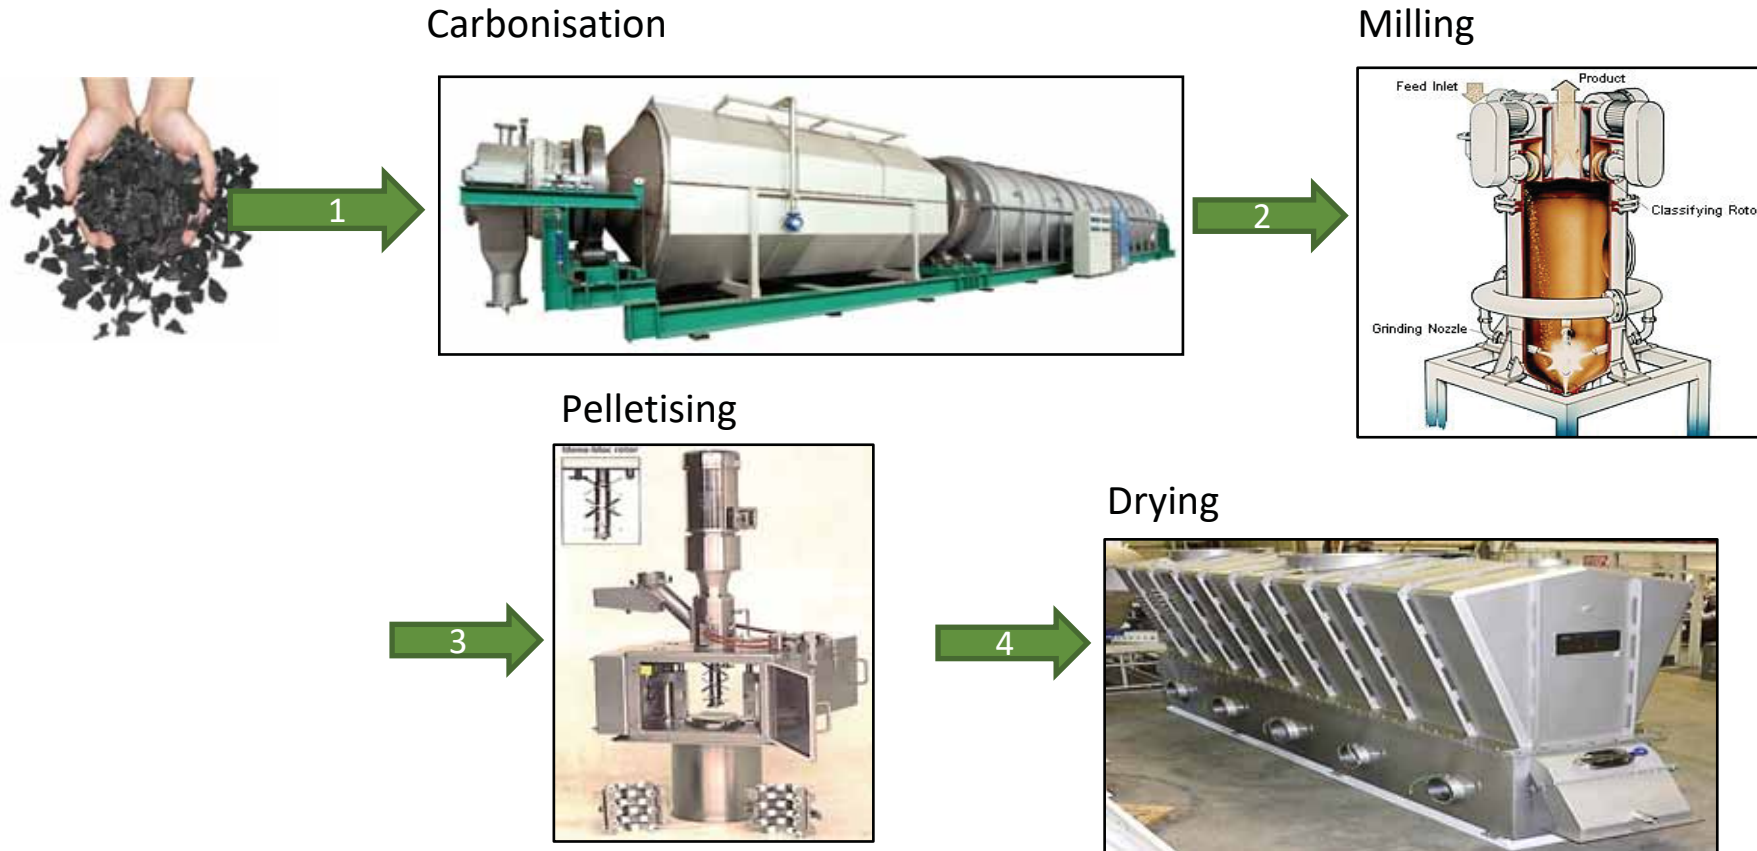 Carbonisation
Milling
Feed Inlet
Product
1
2
Classifying Roto
Grinding Nozzle
Pelletising
Drying
3
4